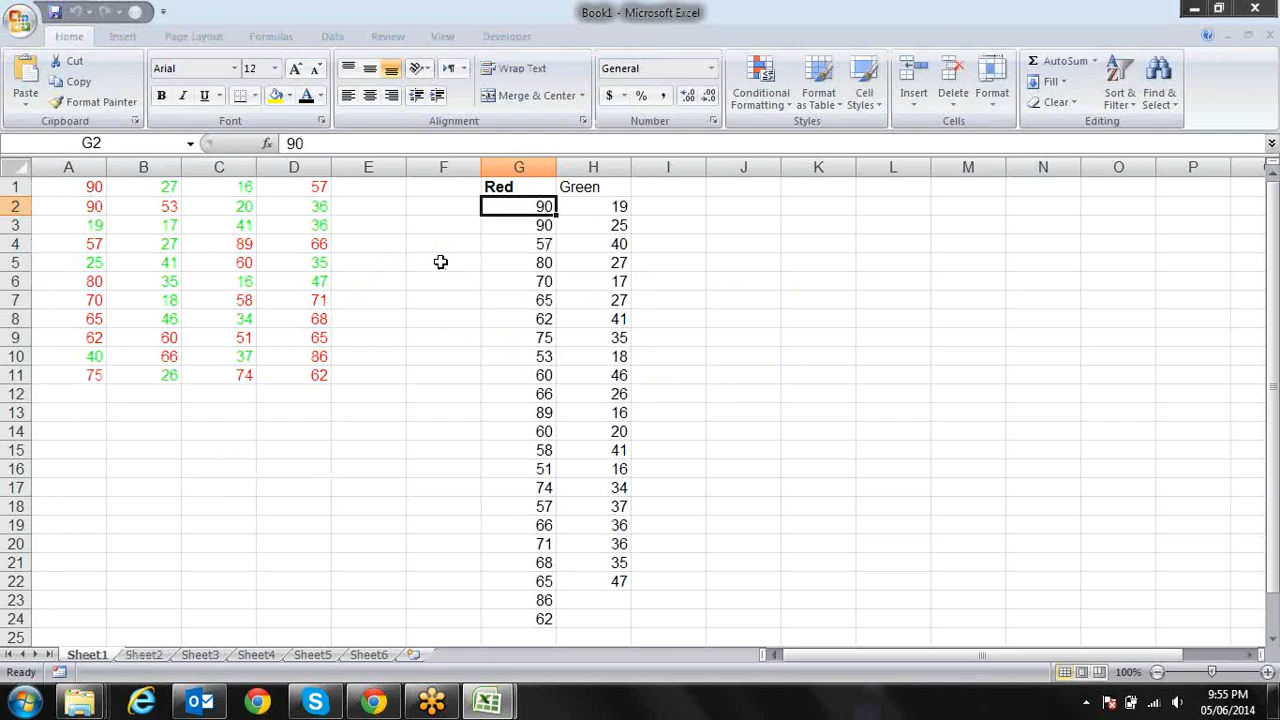 Book1 - Microsoft Excel
Home Insert Page Layout Formulas Data Review View Developer
Paste
Cut
Copy
Format Painter
Clipboard
Arial 12
B I U
Font
Wrap Text
Merge & Center
Alignment
General
$ % ,
Number
Conditional Formatting
Format as Table
Cell Styles
Styles
Insert Delete Format
Cells
AutoSum
Fill
Clear
Sort & Filter
Find & Select
Editing
G2 fx 90
A B C D E F G H I J K L M N O P
1 90 27 16 57 Red Green
2 90 53 20 36 90 19
3 19 17 41 36 90 25
4 57 27 89 66 57 40
5 25 41 60 35 80 27
6 80 35 16 47 70 17
7 70 18 58 71 65 27
8 65 46 34 68 62 41
9 62 60 51 65 75 35
10 40 66 37 86 53 18
11 75 26 74 62 60 46
12 66 26
13 89 16
14 60 20
15 58 41
16 51 16
17 74 34
18 57 37
19 66 36
20 71 36
21 68 35
22 65 47
23 86
24 62
25
Sheet1 Sheet2 Sheet3 Sheet4 Sheet5 Sheet6
Ready 100%
9:55 PM
05/06/2014